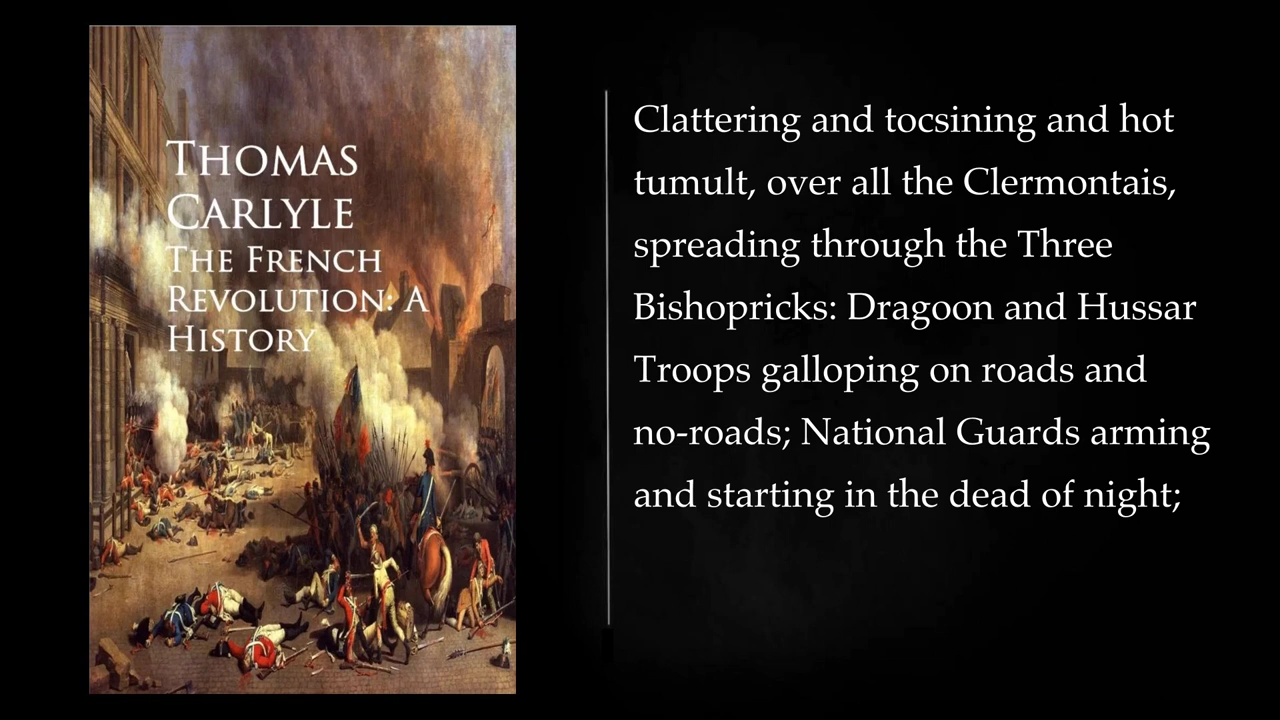 THOMAS
CARLYLE
THE FRENCH
REVOLUTION: A
HISTORY
Clattering and tocsining and hot
tumult, over all the Clermontais,
spreading through the Three
Bishopricks: Dragoon and Hussar
Troops galloping on roads and
no-roads; National Guards arming
and starting in the dead of night;